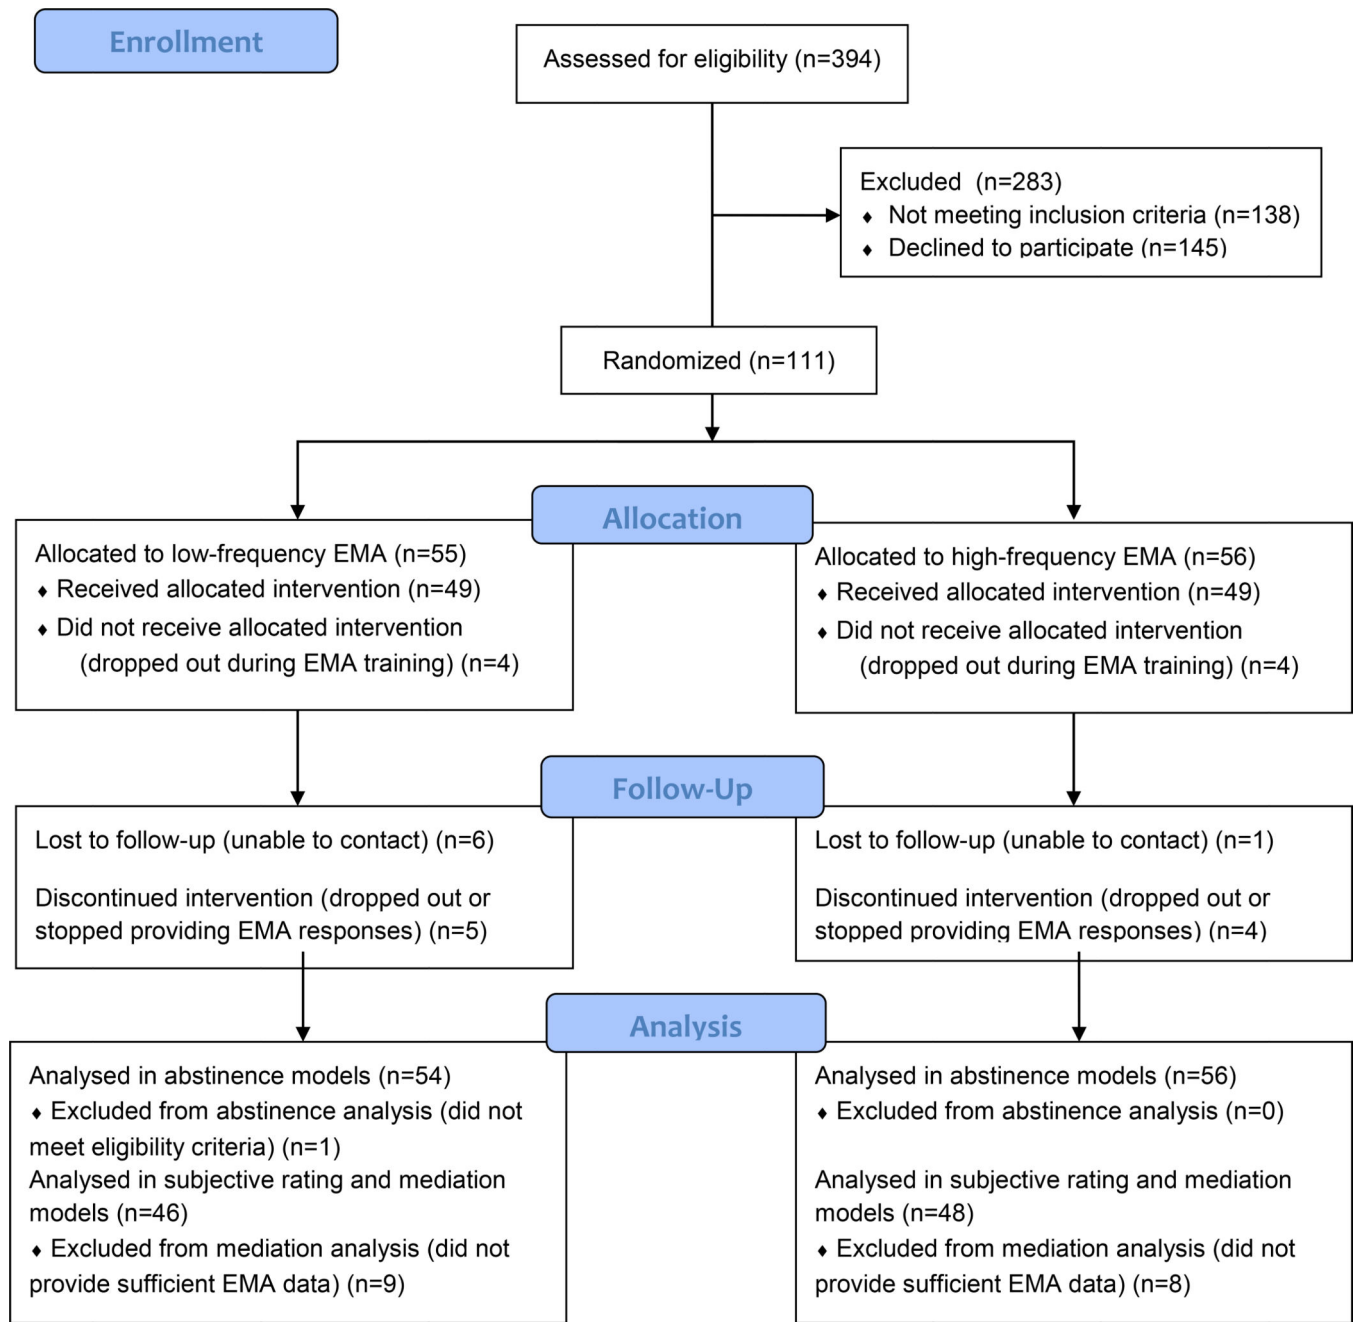 Enrollment
Assessed for eligibility (n=394)
Excluded (n=283)
♦ Not meeting inclusion criteria (n=138)
♦ Declined to participate (n=145)
Randomized (n=111)
Allocation
Allocated to low-frequency EMA (n=55)
♦ Received allocated intervention (n=49)
♦ Did not receive allocated intervention
(dropped out during EMA training) (n=4)
Allocated to high-frequency EMA (n=56)
♦ Received allocated intervention (n=49)
♦ Did not receive allocated intervention
(dropped out during EMA training) (n=4)
Follow-Up
Lost to follow-up (unable to contact) (n=6)
Discontinued intervention (dropped out or
stopped providing EMA responses) (n=5)
Lost to follow-up (unable to contact) (n=1)
Discontinued intervention (dropped out or
stopped providing EMA responses) (n=4)
Analysis
Analysed in abstinence models (n=54)
♦ Excluded from abstinence analysis (did not
meet eligibility criteria) (n=1)
Analysed in subjective rating and mediation
models (n=46)
♦ Excluded from mediation analysis (did not
provide sufficient EMA data) (n=9)
Analysed in abstinence models (n=56)
♦ Excluded from abstinence analysis (n=0)
Analysed in subjective rating and mediation
models (n=48)
♦ Excluded from mediation analysis (did not
provide sufficient EMA data) (n=8)